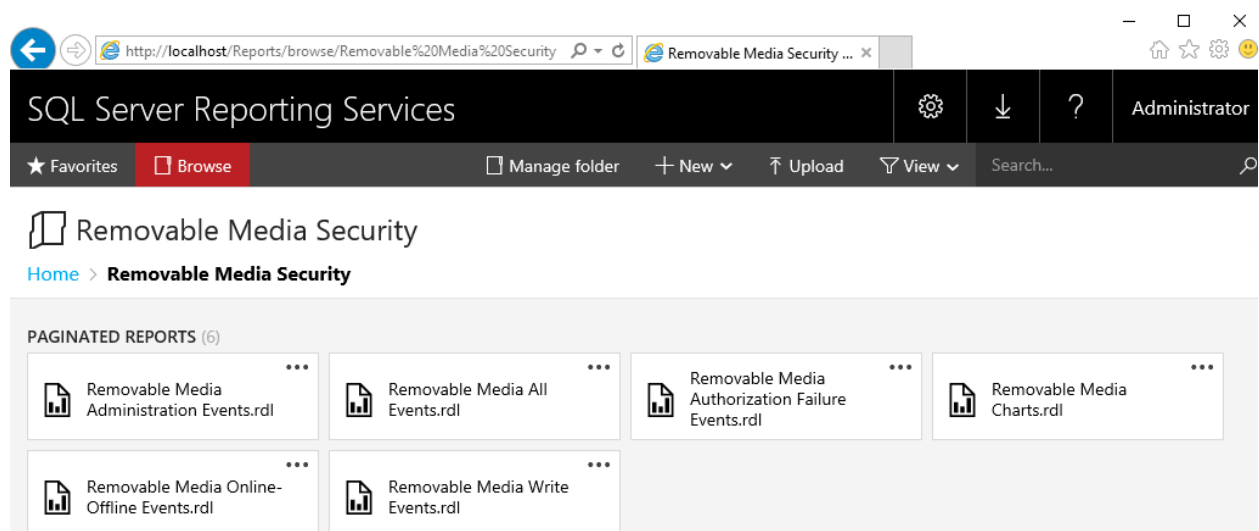 http://localhost/Reports/browse/Removable%20Media%20Security
Removable Media Security ...
SQL Server Reporting Services
?
Administrator
Favorites
Browse
Manage folder
New
Upload
View
Search...
Removable Media Security
Home > Removable Media Security
PAGINATED REPORTS (6)
Removable Media
Administration Events.rdl
Removable Media All
Events.rdl
Removable Media
Authorization Failure
Events.rdl
Removable Media
Charts.rdl
Removable Media Online-
Offline Events.rdl
Removable Media Write
Events.rdl